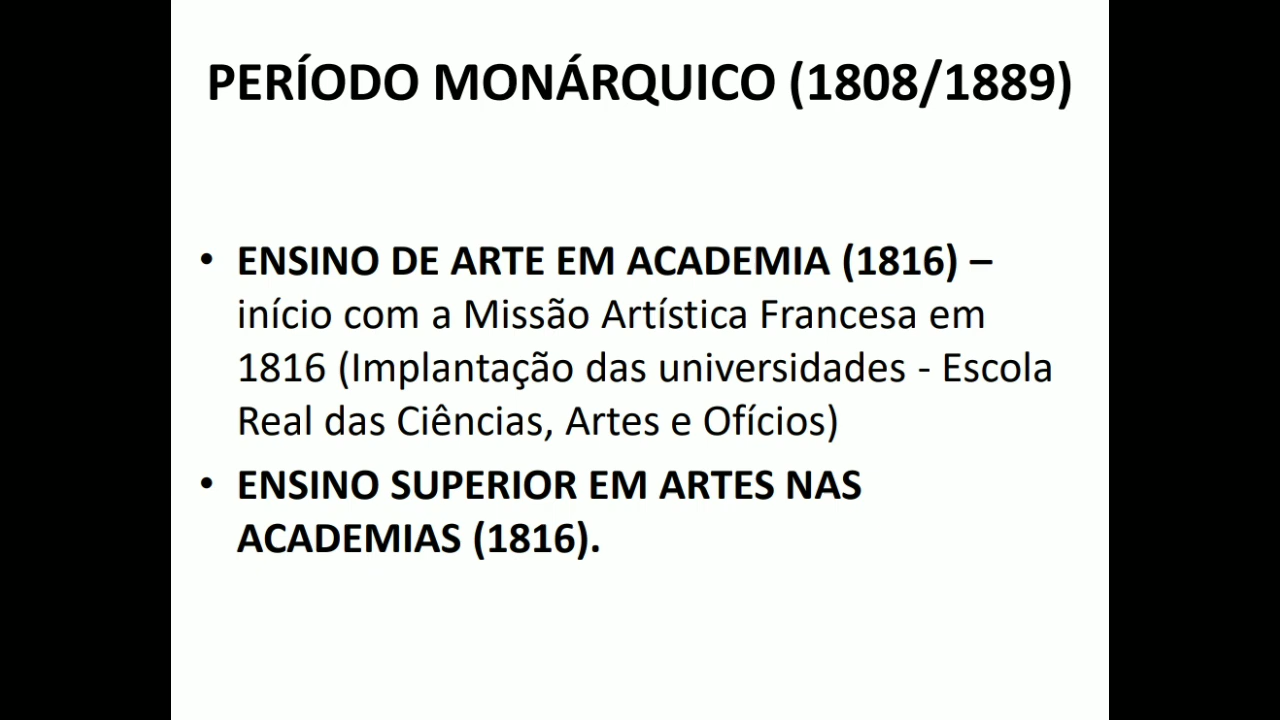 PERÍODO MONÁRQUICO (1808/1889)
• ENSINO DE ARTE EM ACADEMIA (1816) –
início com a Missão Artística Francesa em
1816 (Implantação das universidades - Escola
Real das Ciências, Artes e Ofícios)
• ENSINO SUPERIOR EM ARTES NAS
ACADEMIAS (1816).